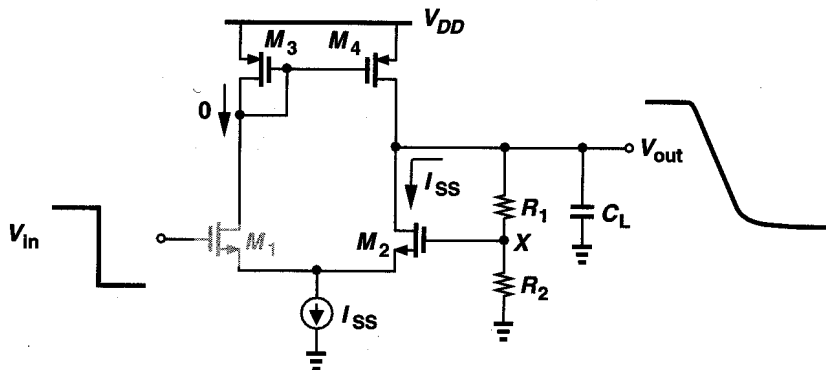 V_DD
M_3
M_4
0
I_SS
V_out
R_1
C_L
V_in
M_1
M_2
X
R_2
I_SS